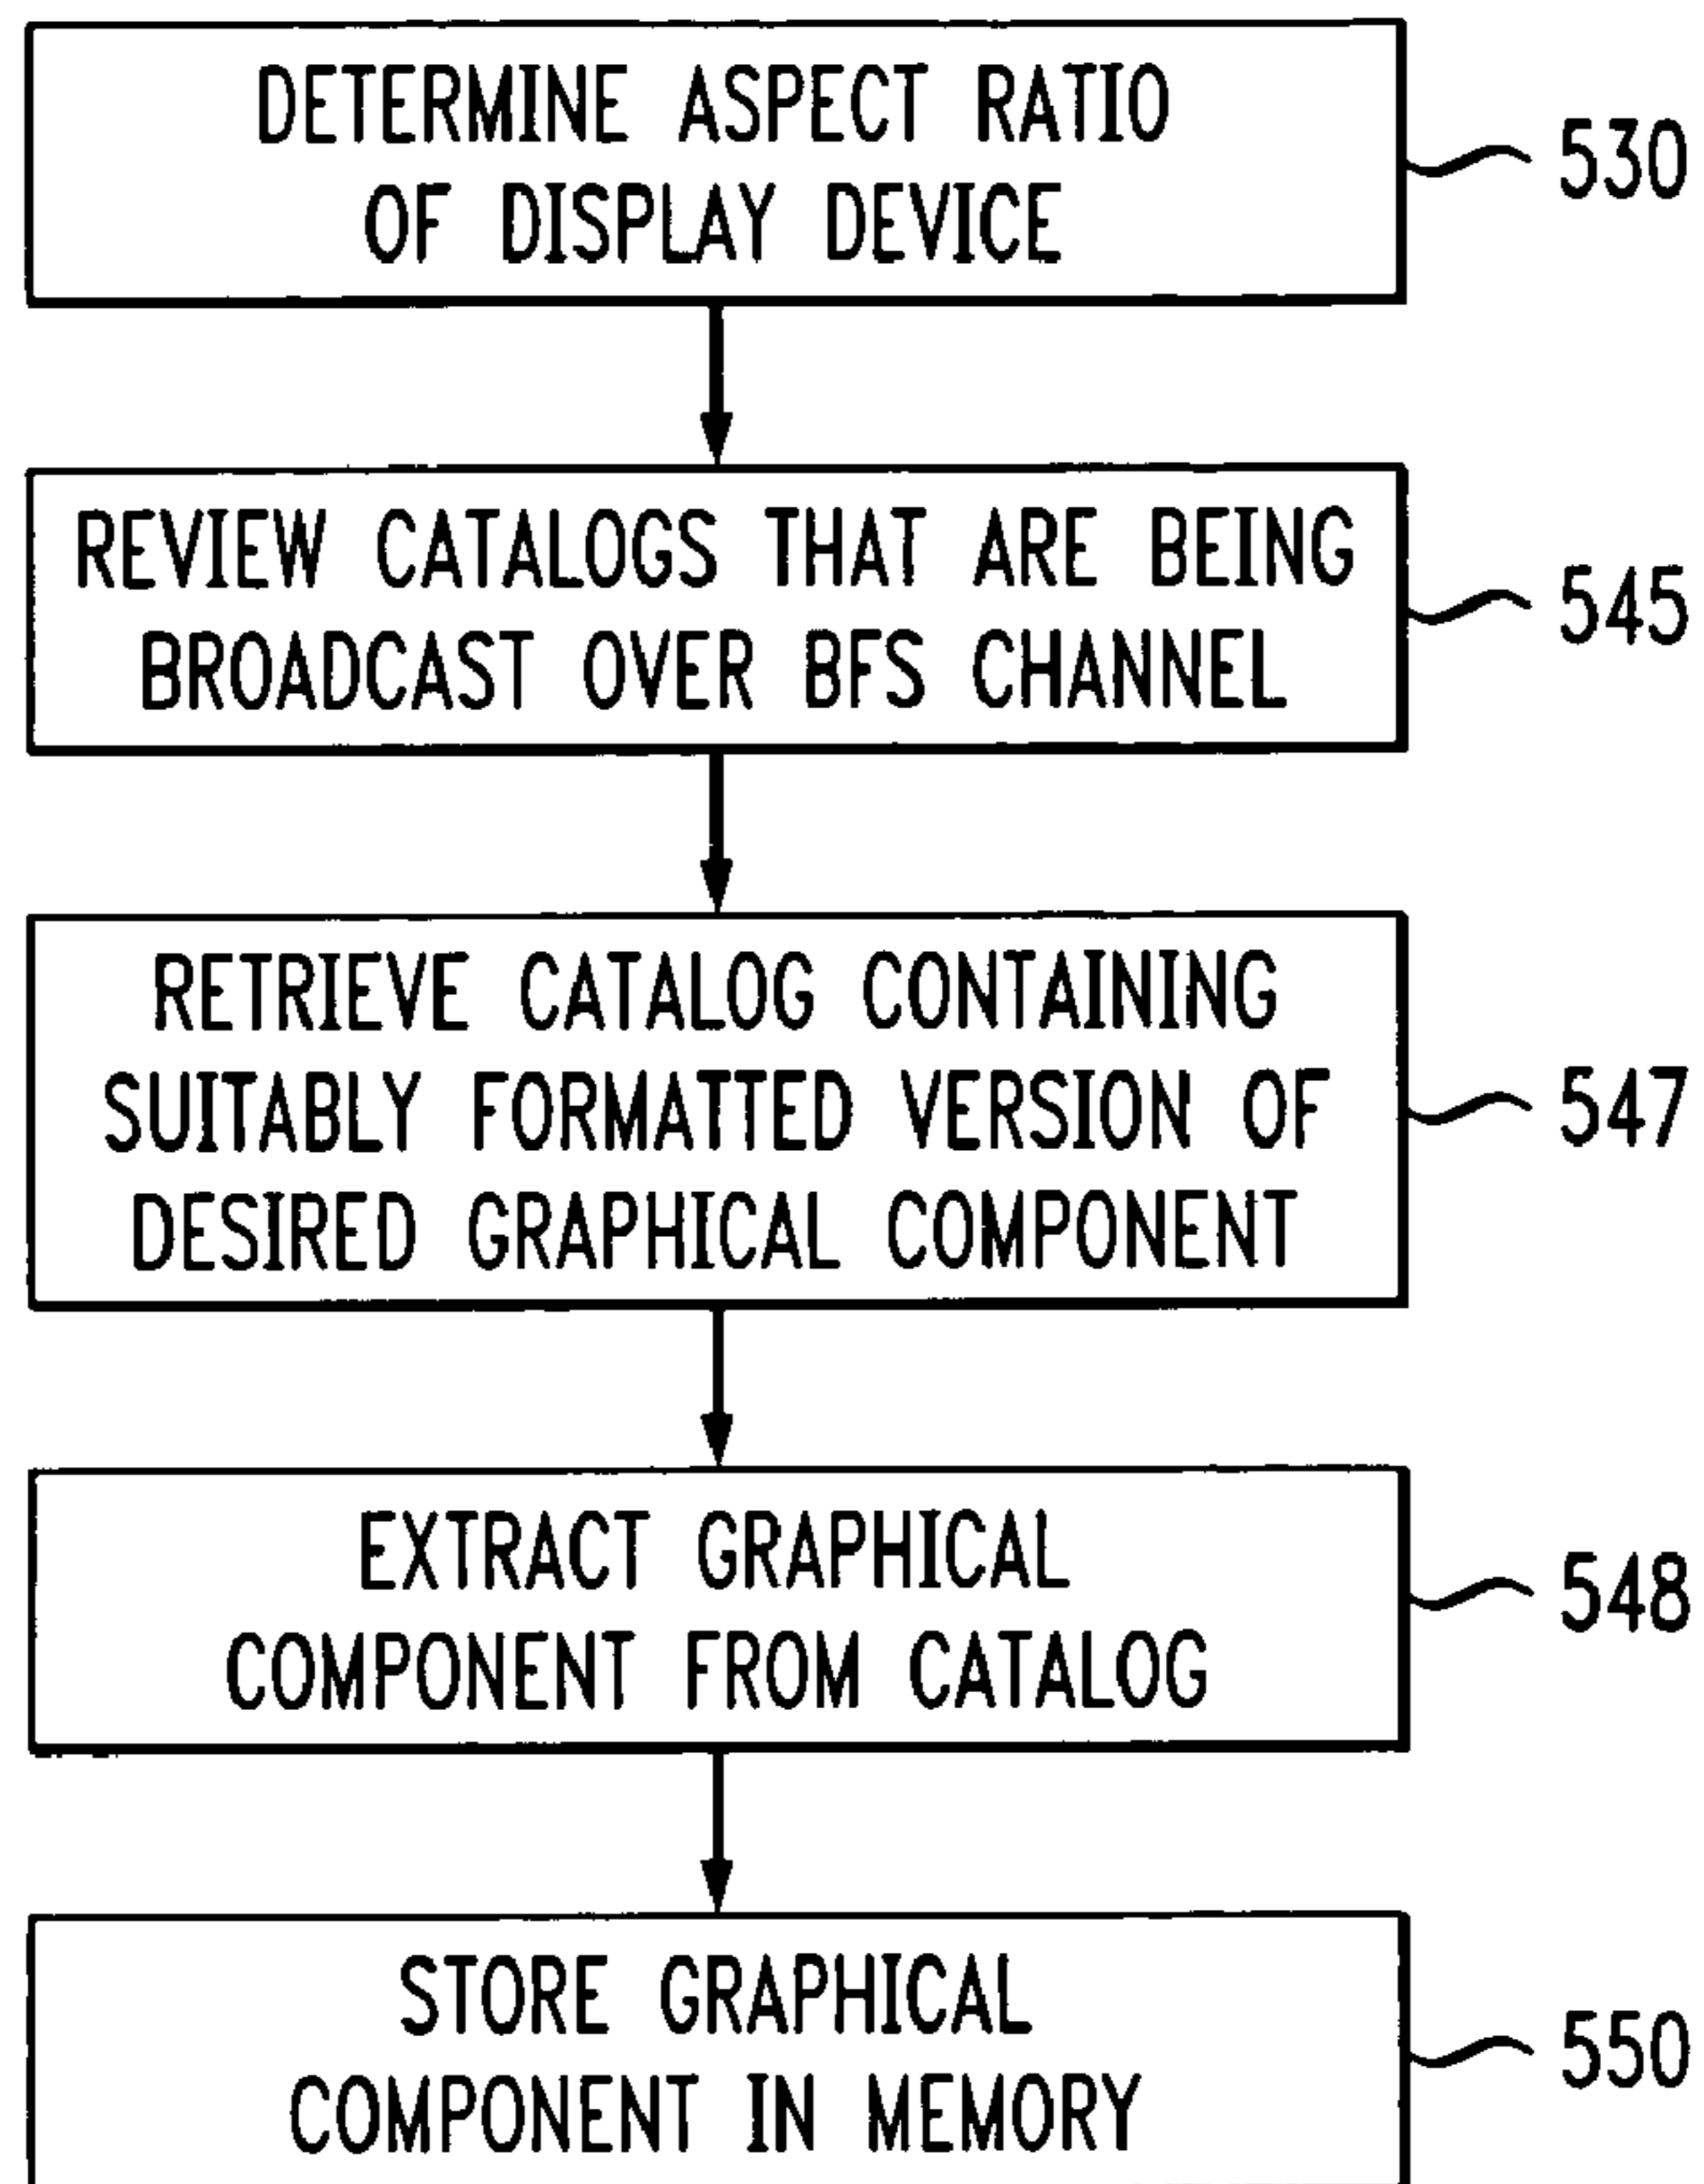 DETERMINE ASPECT RATIO
OF DISPLAY DEVICE
530
REVIEW CATALOGS THAT ARE BEING
BROADCAST OVER BFS CHANNEL
545
RETRIEVE CATALOG CONTAINING
SUITABLY FORMATTED VERSION OF
DESIRED GRAPHICAL COMPONENT
547
EXTRACT GRAPHICAL
COMPONENT FROM CATALOG
548
STORE GRAPHICAL
COMPONENT IN MEMORY
550